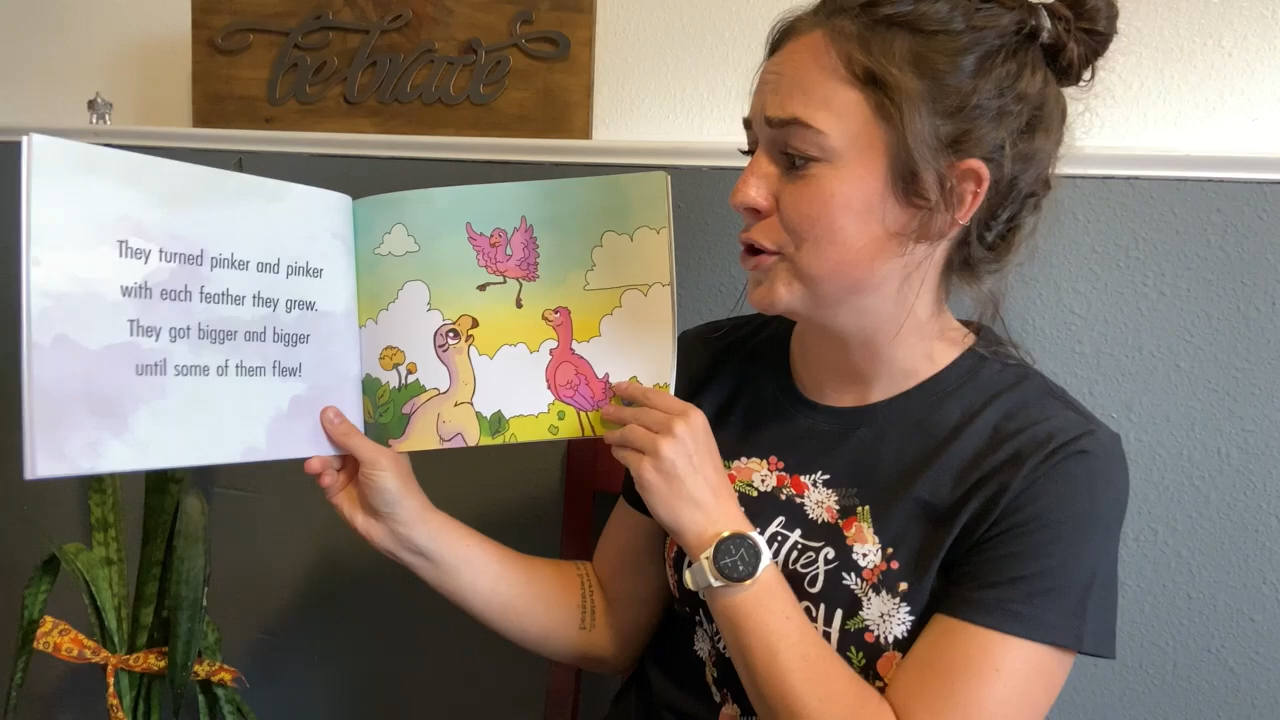 be brave
They turned pinker and pinker
with each feather they grew.
They got bigger and bigger
until some of them flew!